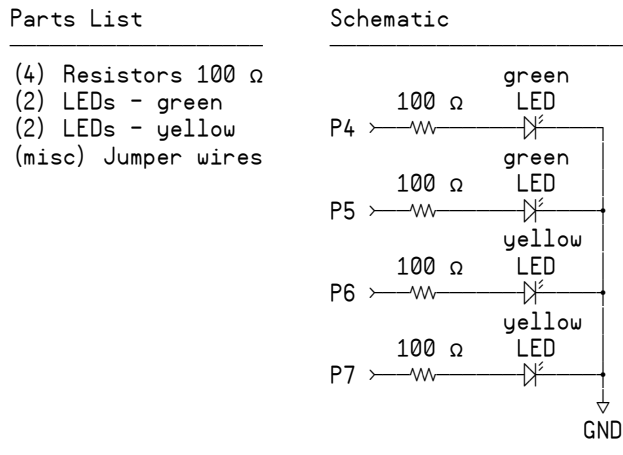 Parts List
(4) Resistors 100 Ω
(2) LEDs - green
(2) LEDs - yellow
(misc) Jumper wires
Schematic
green
100 Ω LED
P4
green
100 Ω LED
P5
yellow
100 Ω LED
P6
yellow
100 Ω LED
P7
GND